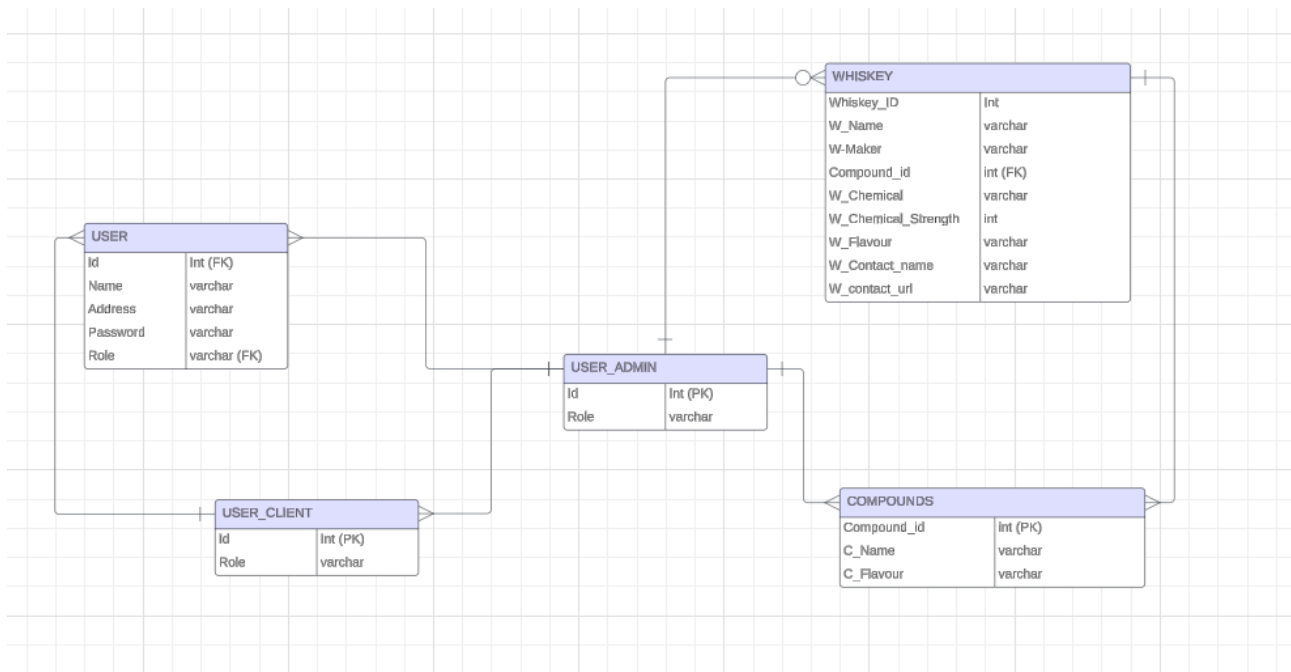 WHISKEY
Whiskey_ID Int
W_Name varchar
W-Maker varchar
Compound_id int (FK)
W_Chemical varchar
W_Chemical_Strength int
W_Flavour varchar
W_Contact_name varchar
W_contact_url varchar
USER
Id Int (FK)
Name varchar
Address varchar
Password varchar
Role varchar (FK)
USER_ADMIN
Id Int (PK)
Role varchar
USER_CLIENT
Id Int (PK)
Role varchar
COMPOUNDS
Compound_id int (PK)
C_Name varchar
C_Flavour varchar